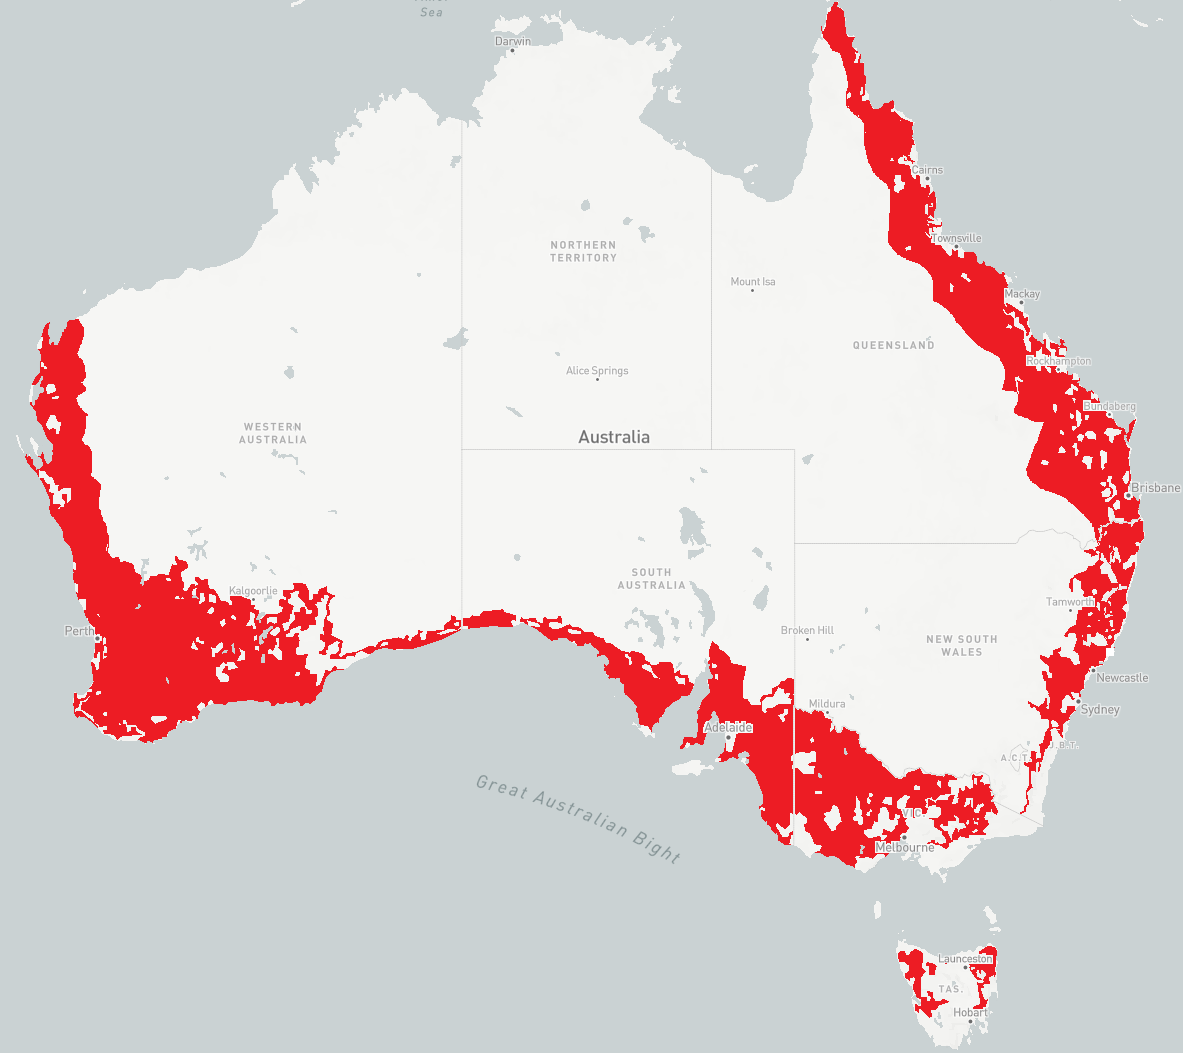 Sea
Darwin
Cairns
Townsville
NORTHERN
TERRITORY
Mount Isa
Mackay
QUEENSLAND
Rockhampton
Alice Springs
Bundaberg
WESTERN
AUSTRALIA
Australia
Brisbane
SOUTH
AUSTRALIA
Kalgoorlie
Tamworth
Perth
Broken Hill
NEW SOUTH
WALES
Newcastle
Mildura
Sydney
Adelaide
J.B.T.
A.C.T.
Great Australian Bight
VIC.
Melbourne
Launceston
TAS.
Hobart